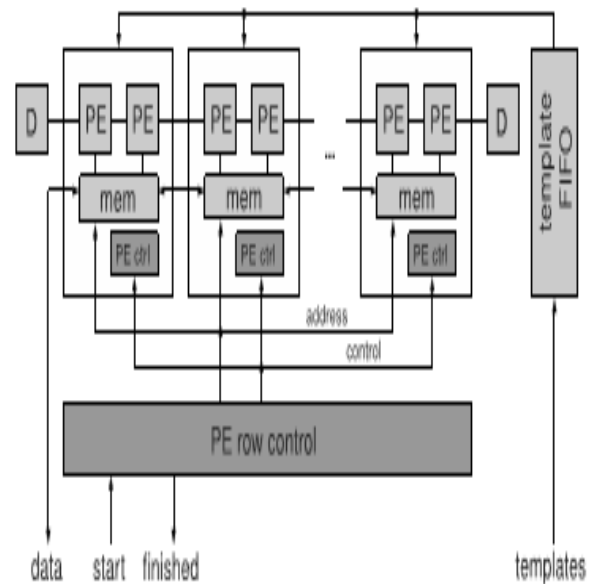 D PE PE PE PE ... PE PE D
template FIFO
mem mem mem
PE ctrl PE ctrl PE ctrl
address
control
PE row control
data start finished templates